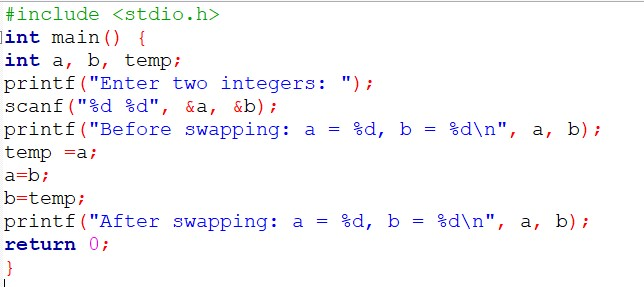 #include <stdio.h>
int main() {
int a, b, temp;
printf("Enter two integers: ");
scanf("%d %d", &a, &b);
printf("Before swapping: a = %d, b = %d\n", a, b);
temp =a;
a=b;
b=temp;
printf("After swapping: a = %d, b = %d\n", a, b);
return 0;
}